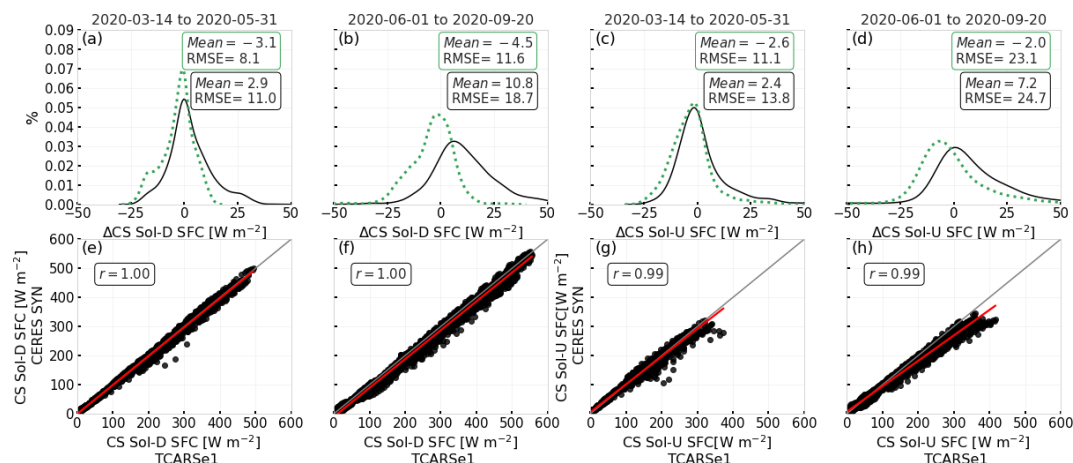 2020-03-14 to 2020-05-31
2020-06-01 to 2020-09-20
2020-03-14 to 2020-05-31
2020-06-01 to 2020-09-20
0.09
0.08
0.07
0.06
0.05
0.04
0.03
0.02
0.01
0.00
%
(a)
Mean = −3.1
RMSE= 8.1
Mean = 2.9
RMSE= 11.0
−50 −25 0 25 50
ΔCS Sol-D SFC [W m⁻²]
(b)
Mean = −4.5
RMSE= 11.6
Mean = 10.8
RMSE= 18.7
−50 −25 0 25 50
ΔCS Sol-D SFC [W m⁻²]
(c)
Mean = −2.6
RMSE= 11.1
Mean = 2.4
RMSE= 13.8
−50 −25 0 25 50
ΔCS Sol-U SFC [W m⁻²]
(d)
Mean = −2.0
RMSE= 23.1
Mean = 7.2
RMSE= 24.7
−50 −25 0 25 50
ΔCS Sol-U SFC [W m⁻²]
CS Sol-D SFC [W m⁻²]
CERES SYN
600
500
400
300
200
100
0
(e)
r = 1.00
0 100 200 300 400 500 600
CS Sol-D SFC [W m⁻²]
TCARSe1
(f)
r = 1.00
0 100 200 300 400 500 600
CS Sol-D SFC [W m⁻²]
TCARSe1
CS Sol-U SFC[W m⁻²]
CERES SYN
(g)
r = 0.99
0 100 200 300 400 500 600
CS Sol-U SFC[W m⁻²]
TCARSe1
(h)
r = 0.99
0 100 200 300 400 500 600
CS Sol-U SFC[W m⁻²]
TCARSe1